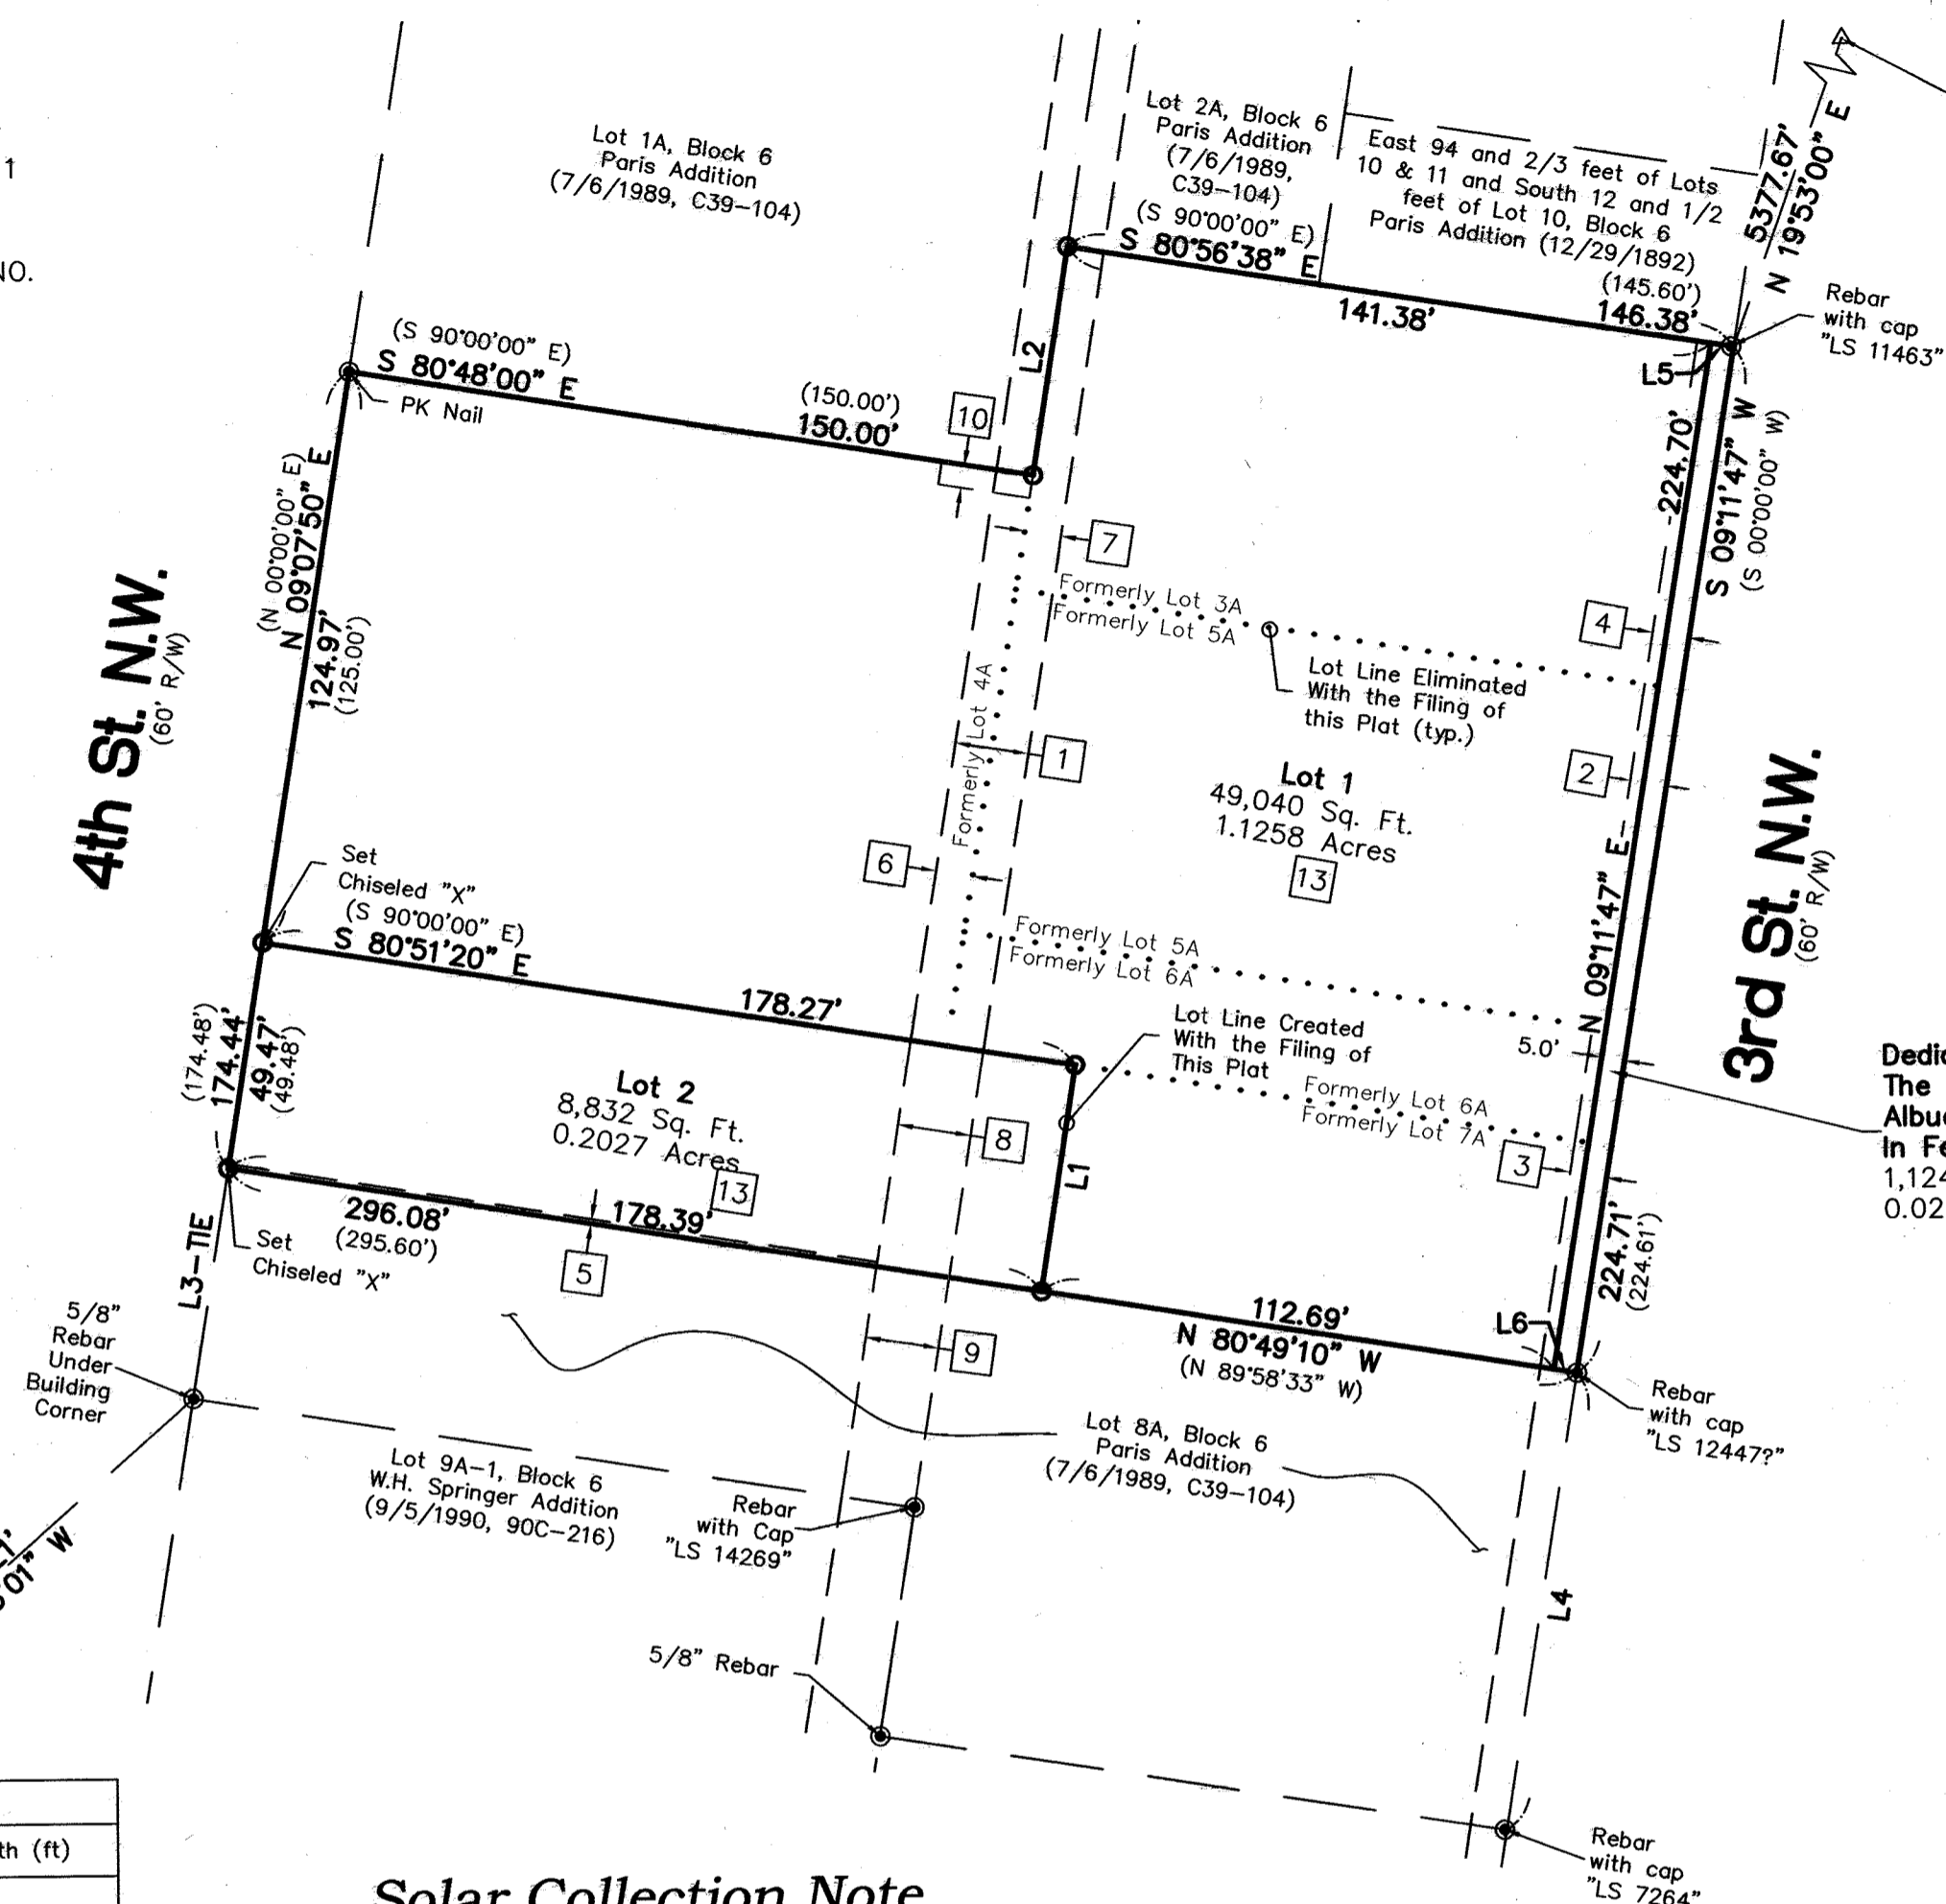 1
NO.
Lot 1A, Block 6
Paris Addition
(7/6/1989, C39-104)
Lot 2A, Block 6
Paris Addition
(7/6/1989,
C39-104)
East 94 and 2/3 feet of Lots
10 & 11 and South 12 and 1/2
feet of Lot 10, Block 6
Paris Addition (12/29/1892)
5377.67'
N 19°53'00" E
(S 90°00'00" E)
S 80°56'38" E
141.38'
(145.60')
146.38'
Rebar
with cap
"LS 11463"
L2
L5
(S 90°00'00" E)
S 80°48'00" E
PK Nail
(150.00')
150.00'
10
224.70'
S 09°11'47" W
(S 00°00'00" W)
(N 00°00'00" E)
N 09°07'50" E
124.97'
(125.00')
7
Formerly Lot 3A
Formerly Lot 5A
4
Lot Line Eliminated
With the Filing of
this Plat (typ.)
4th St. N.W.
(60' R/W)
Formerly Lot 4A
1
2
Lot 1
49,040 Sq. Ft.
1.1258 Acres
13
3rd St. N.W.
(60' R/W)
N 09°11'47" E
6
Set
Chiseled "X"
(S 90°00'00" E)
S 80°51'20" E
178.27'
Formerly Lot 5A
Formerly Lot 6A
5.0'
Lot Line Created
With the Filing of
This Plat
Formerly Lot 6A
Formerly Lot 7A
(174.48')
174.44'
49.47'
(49.48')
Lot 2
8,832 Sq. Ft.
0.2027 Acres
13
8
3
L1
The
In
1,124
0.02
296.08'
(295.60')
178.39'
5
Set
Chiseled "X"
L3-TIE
5/8"
Rebar
Under
Building
Corner
224.71'
(224.61')
112.69'
N 80°49'10" W
(N 89°58'33" W)
L6
9
Rebar
with cap
"LS 12447?"
Lot 8A, Block 6
Paris Addition
(7/6/1989, C39-104)
Lot 9A-1, Block 6
W.H. Springer Addition
(9/5/1990, 90C-216)
Rebar
with Cap
"LS 14269"
01" W
L4
5/8" Rebar
th (ft)
Rebar
with cap
"LS 7264"
Solar Collection Note